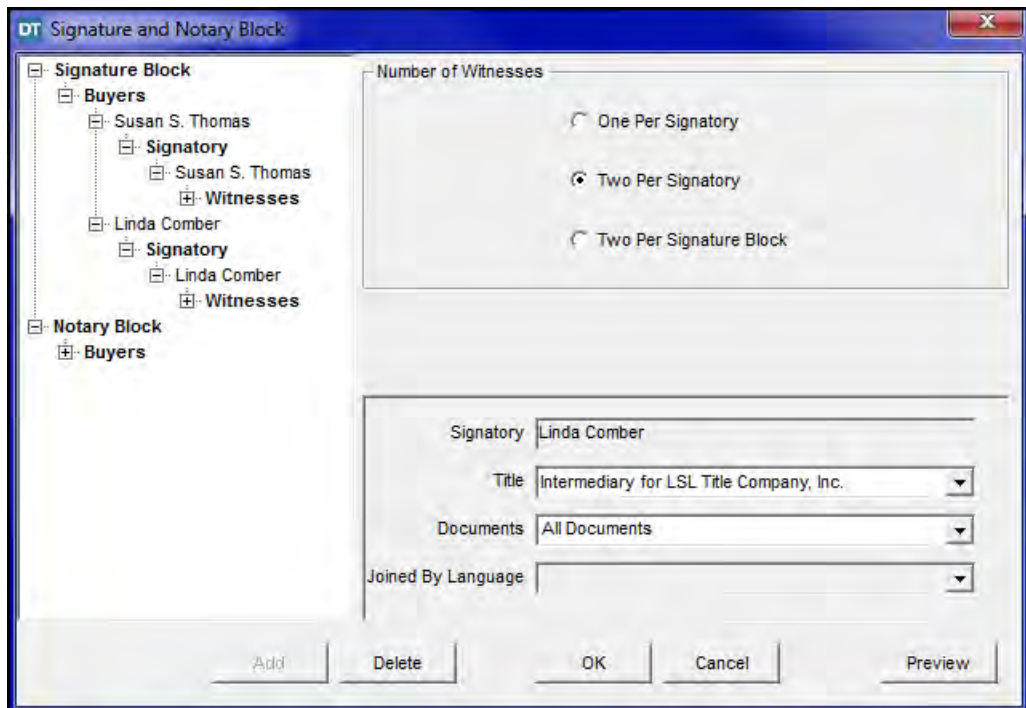 DT Signature and Notary Block
Signature Block
Buyers
Susan S. Thomas
Signatory
Susan S. Thomas
Witnesses
Linda Comber
Signatory
Linda Comber
Witnesses
Notary Block
Buyers
Number of Witnesses
One Per Signatory
Two Per Signatory
Two Per Signature Block
Signatory Linda Comber
Title Intermediary for LSL Title Company, Inc.
Documents All Documents
Joined By Language
Add Delete OK Cancel Preview